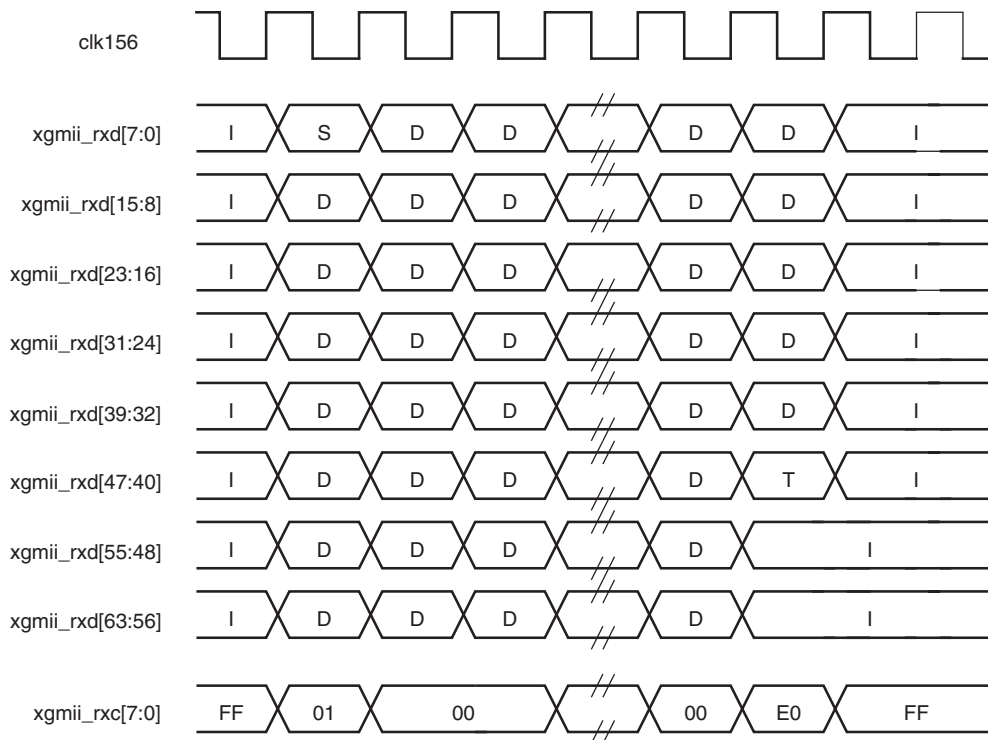 clk156
xgmii_rxd[7:0] I S D D D D I
xgmii_rxd[15:8] I D D D D D I
xgmii_rxd[23:16] I D D D D D I
xgmii_rxd[31:24] I D D D D D I
xgmii_rxd[39:32] I D D D D D I
xgmii_rxd[47:40] I D D D D T I
xgmii_rxd[55:48] I D D D D I
xgmii_rxd[63:56] I D D D D I
xgmii_rxc[7:0] FF 01 00 00 E0 FF